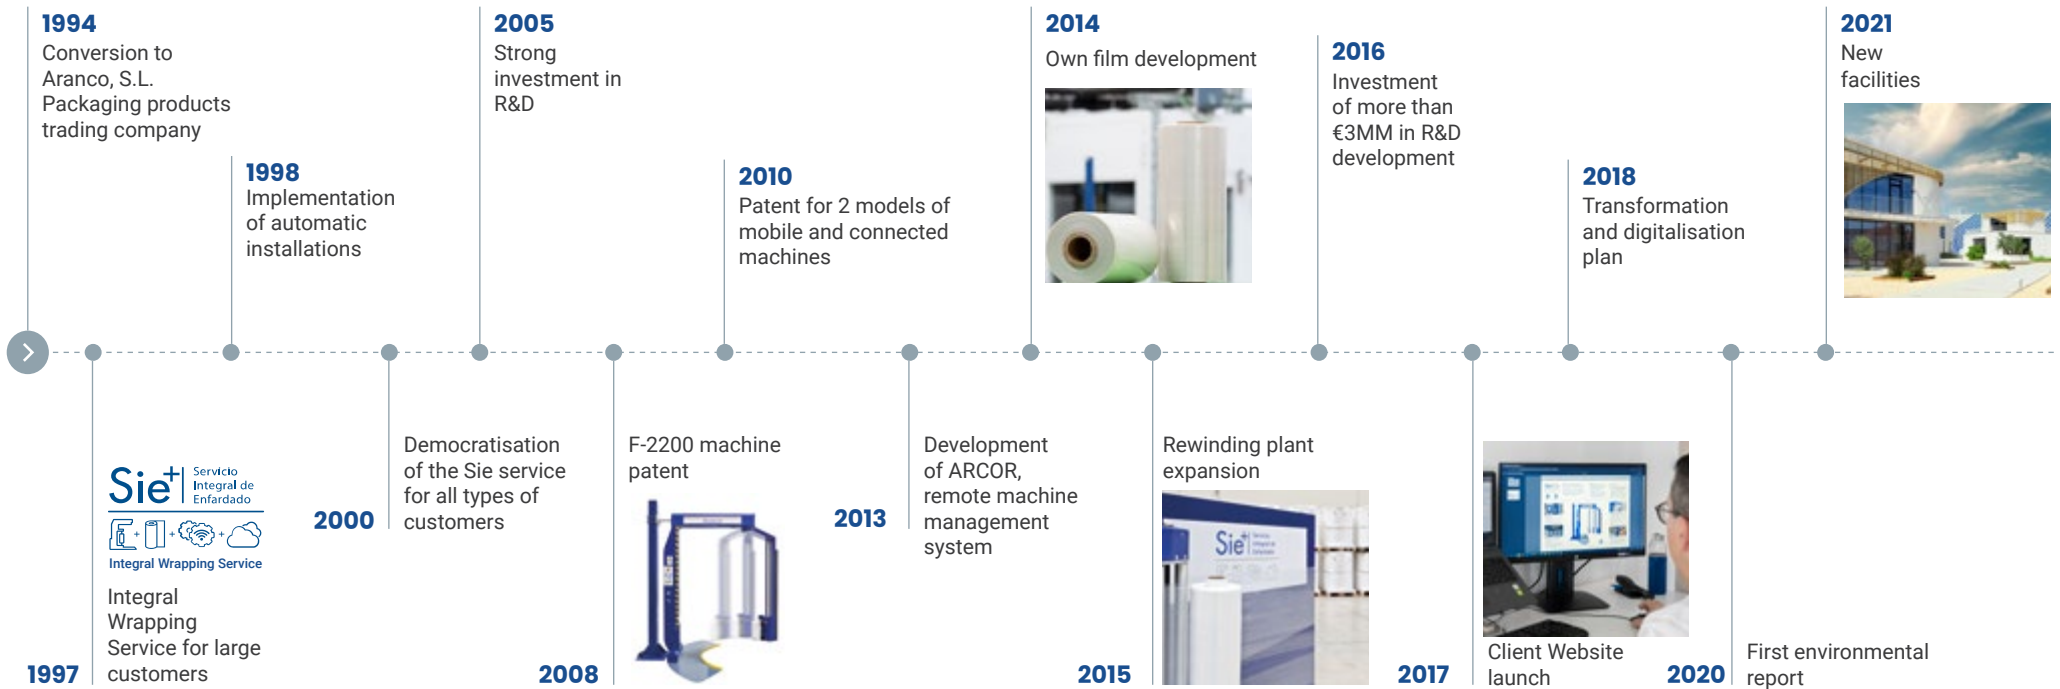 1994
Conversion to
Aranco, S.L.
Packaging products
trading company
1998
Implementation
of automatic
installations
2005
Strong
investment in
R&D
2010
Patent for 2 models of
mobile and connected
machines
2014
Own film development
2016
Investment
of more than
€3MM in R&D
development
2018
Transformation
and digitalisation
plan
2021
New
facilities
1997
Sie+
Servicio
Integral de
Enfardado
Integral Wrapping Service
Integral
Wrapping
Service for large
customers
2000
Democratisation
of the Sie service
for all types of
customers
2008
F-2200 machine
patent
2013
Development
of ARCOR,
remote machine
management
system
2015
Rewinding plant
expansion
Sie+
Servicio
Integral de
Enfardado
2017
Client Website
launch
2020
First environmental
report